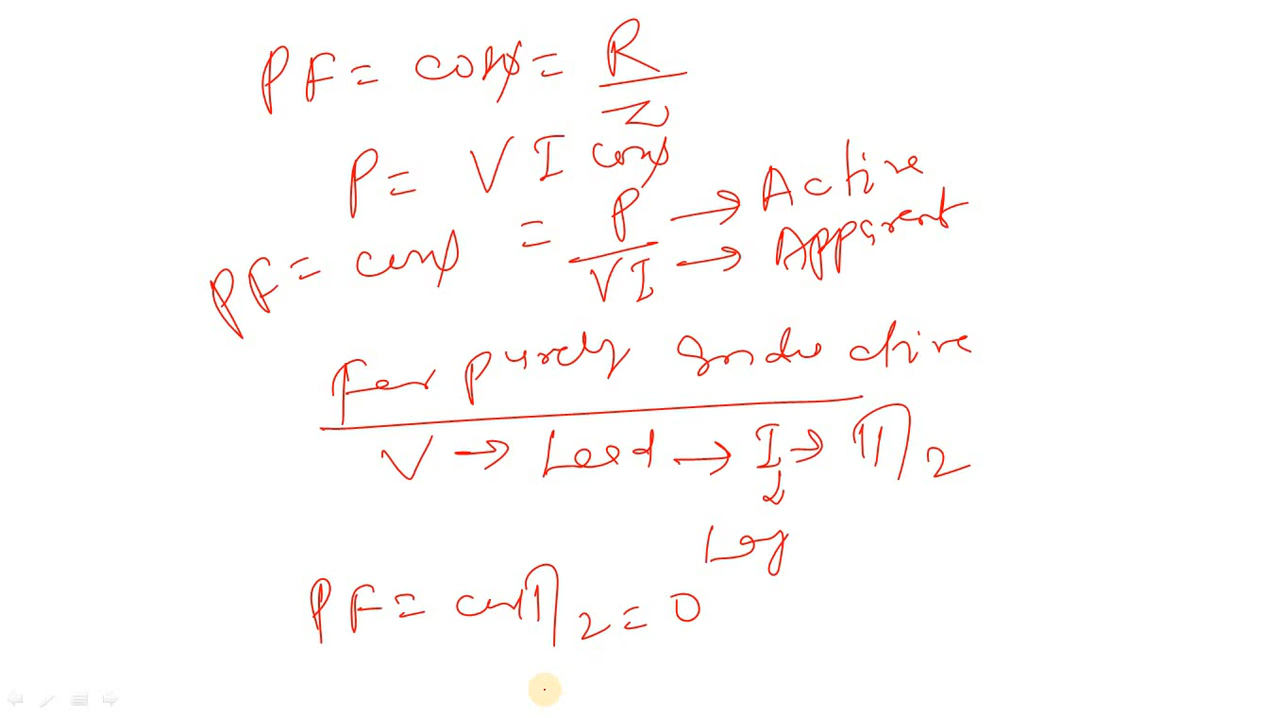 PF = cosφ = R/Z
P = VI cosφ
PF = cosφ = P/VI → Active
→ Apparent
For purely Inductive
V → Lead → I → π/2
↓
Lag
PF = cos π/2 = 0